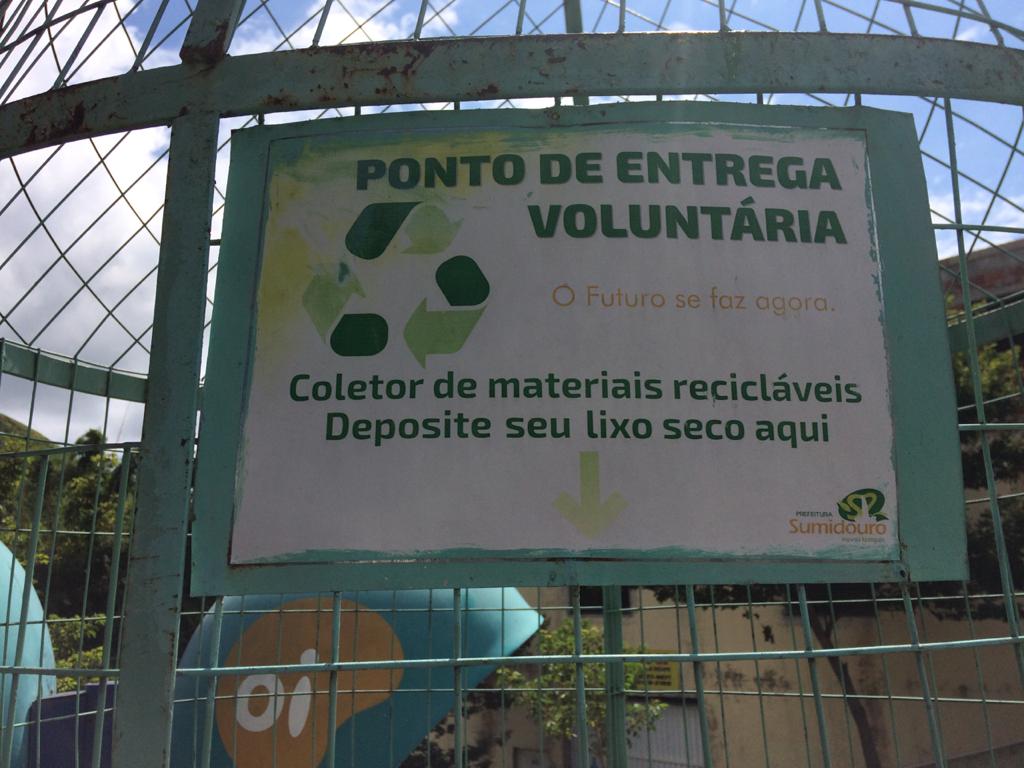 PONTO DE ENTREGA
VOLUNTÁRIA
O Futuro se faz agora.
Coletor de materiais recicláveis
Deposite seu lixo seco aqui
PREFEITURA
Sumidouro
oi